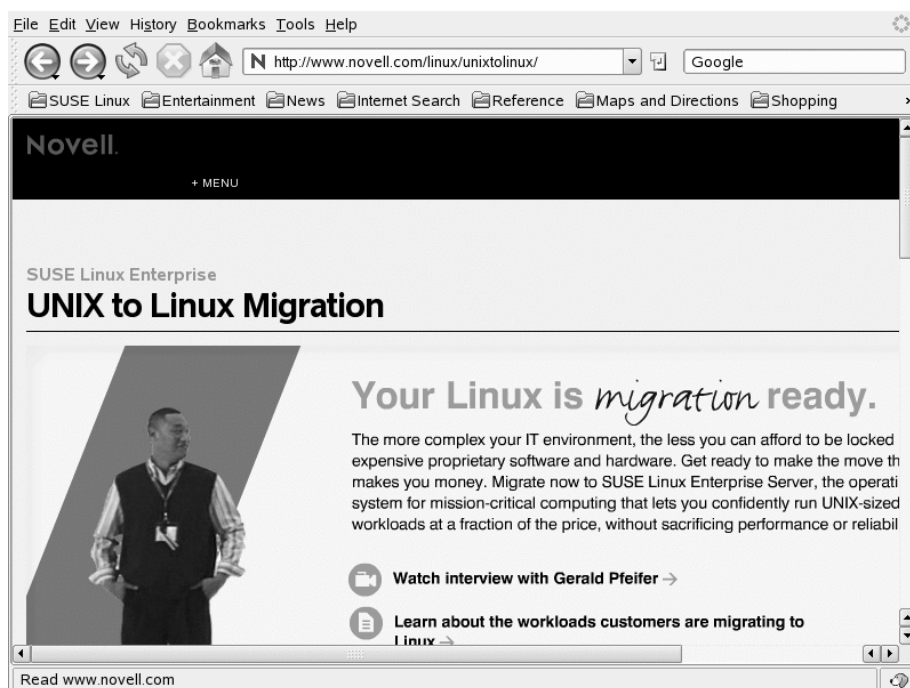 File Edit View History Bookmarks Tools Help
N http://www.novell.com/linux/unixtolinux/ Google
SUSE Linux Entertainment News Internet Search Reference Maps and Directions Shopping
Novell.
+ MENU
SUSE Linux Enterprise
UNIX to Linux Migration
Your Linux is migration ready.
The more complex your IT environment, the less you can afford to be locked
expensive proprietary software and hardware. Get ready to make the move th
makes you money. Migrate now to SUSE Linux Enterprise Server, the operati
system for mission-critical computing that lets you confidently run UNIX-sized
workloads at a fraction of the price, without sacrificing performance or reliabil
Watch interview with Gerald Pfeifer →
Learn about the workloads customers are migrating to
Linux →
Read www.novell.com